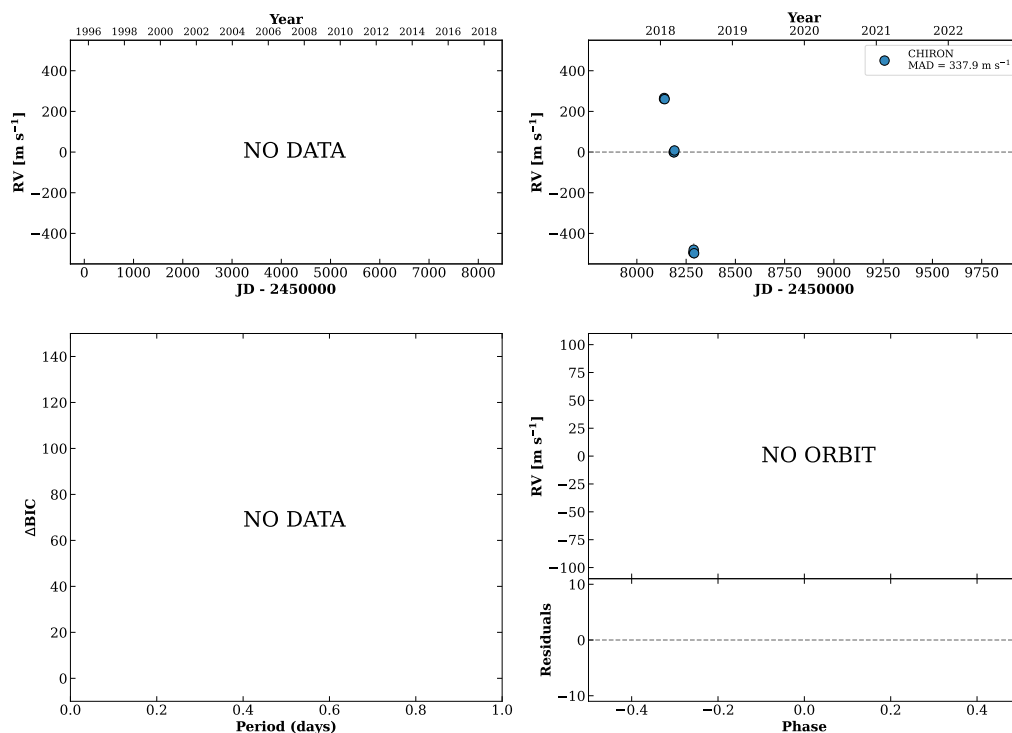 Year
1996 1998 2000 2002 2004 2006 2008 2010 2012 2014 2016 2018
400
200
0
−200
−400
RV [m s⁻¹]
NO DATA
0 1000 2000 3000 4000 5000 6000 7000 8000
JD - 2450000
Year
2018 2019 2020 2021 2022
CHIRON
MAD = 337.9 m s⁻¹
400
200
0
−200
−400
RV [m s⁻¹]
8000 8250 8500 8750 9000 9250 9500 9750
JD - 2450000
140
120
100
80
60
40
20
0
ΔBIC
NO DATA
0.0 0.2 0.4 0.6 0.8 1.0
Period (days)
100
75
50
25
0
−25
−50
−75
−100
RV [m s⁻¹]
NO ORBIT
10
0
−10
Residuals
−0.4 −0.2 0.0 0.2 0.4
Phase